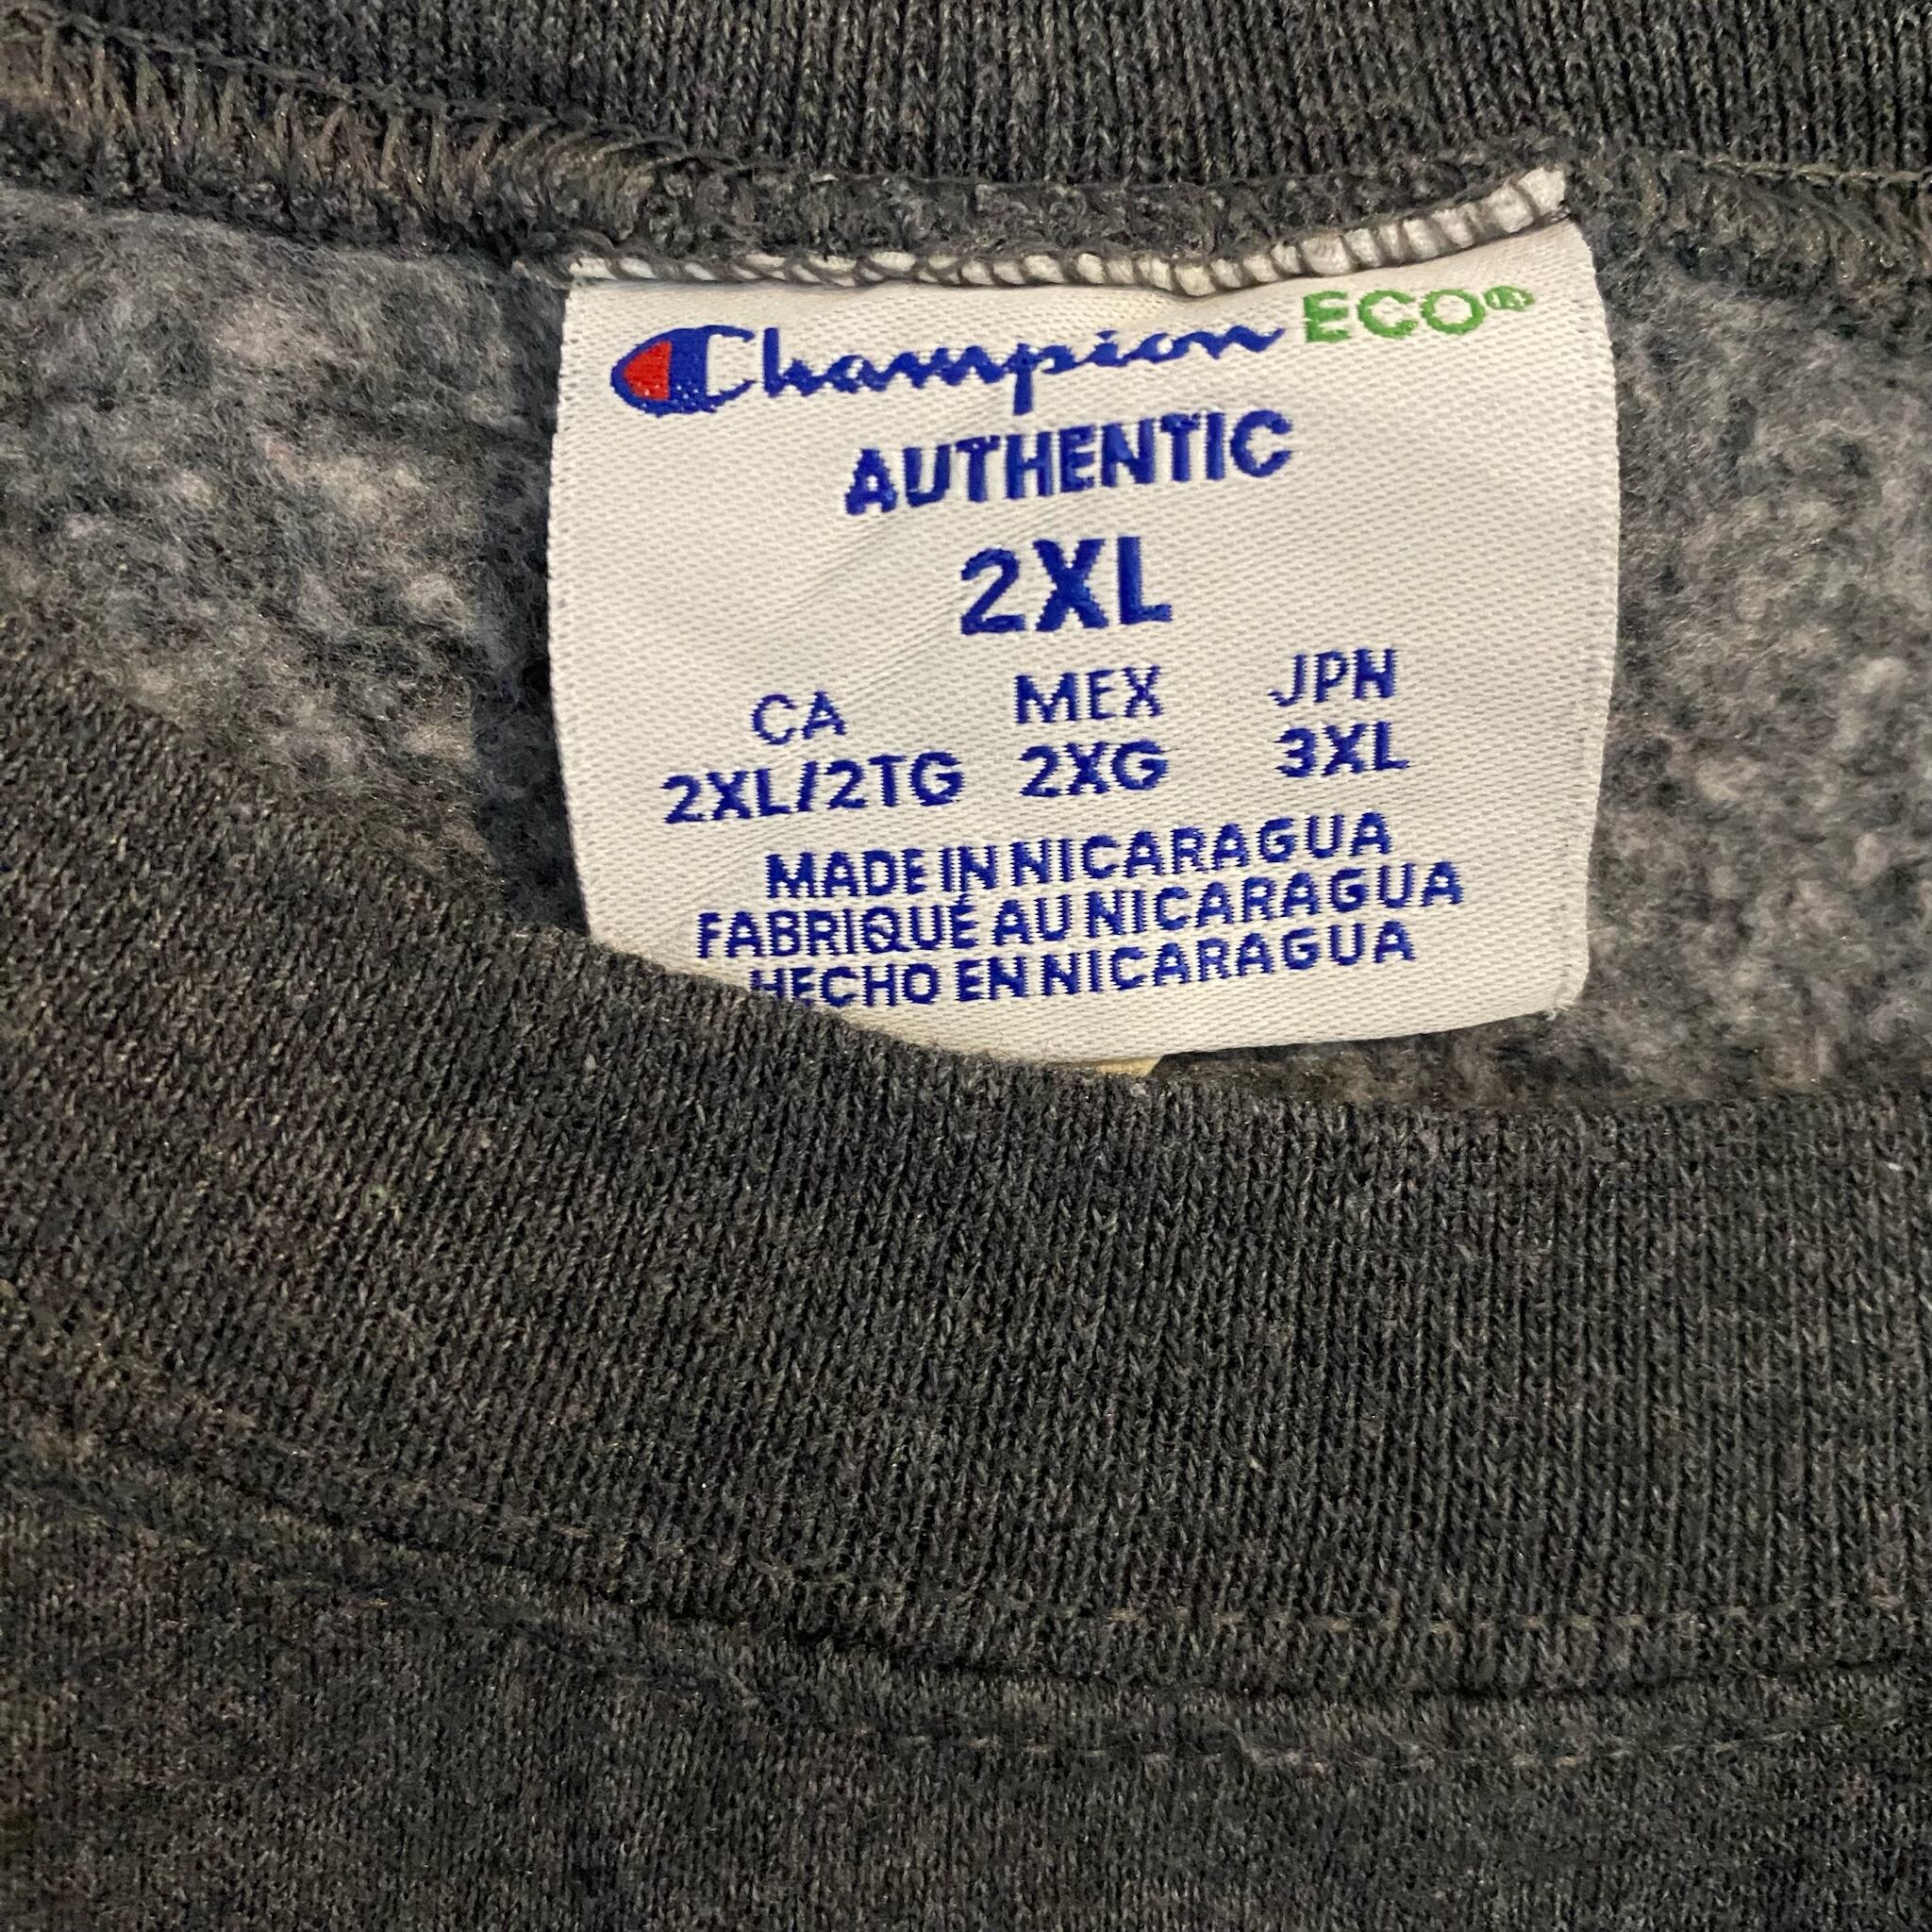 Champion ECO®
AUTHENTIC
2XL
CA MEX JPN
2XL/2TG 2XG 3XL
MADE IN NICARAGUA
FABRIQUÉ AU NICARAGUA
HECHO EN NICARAGUA